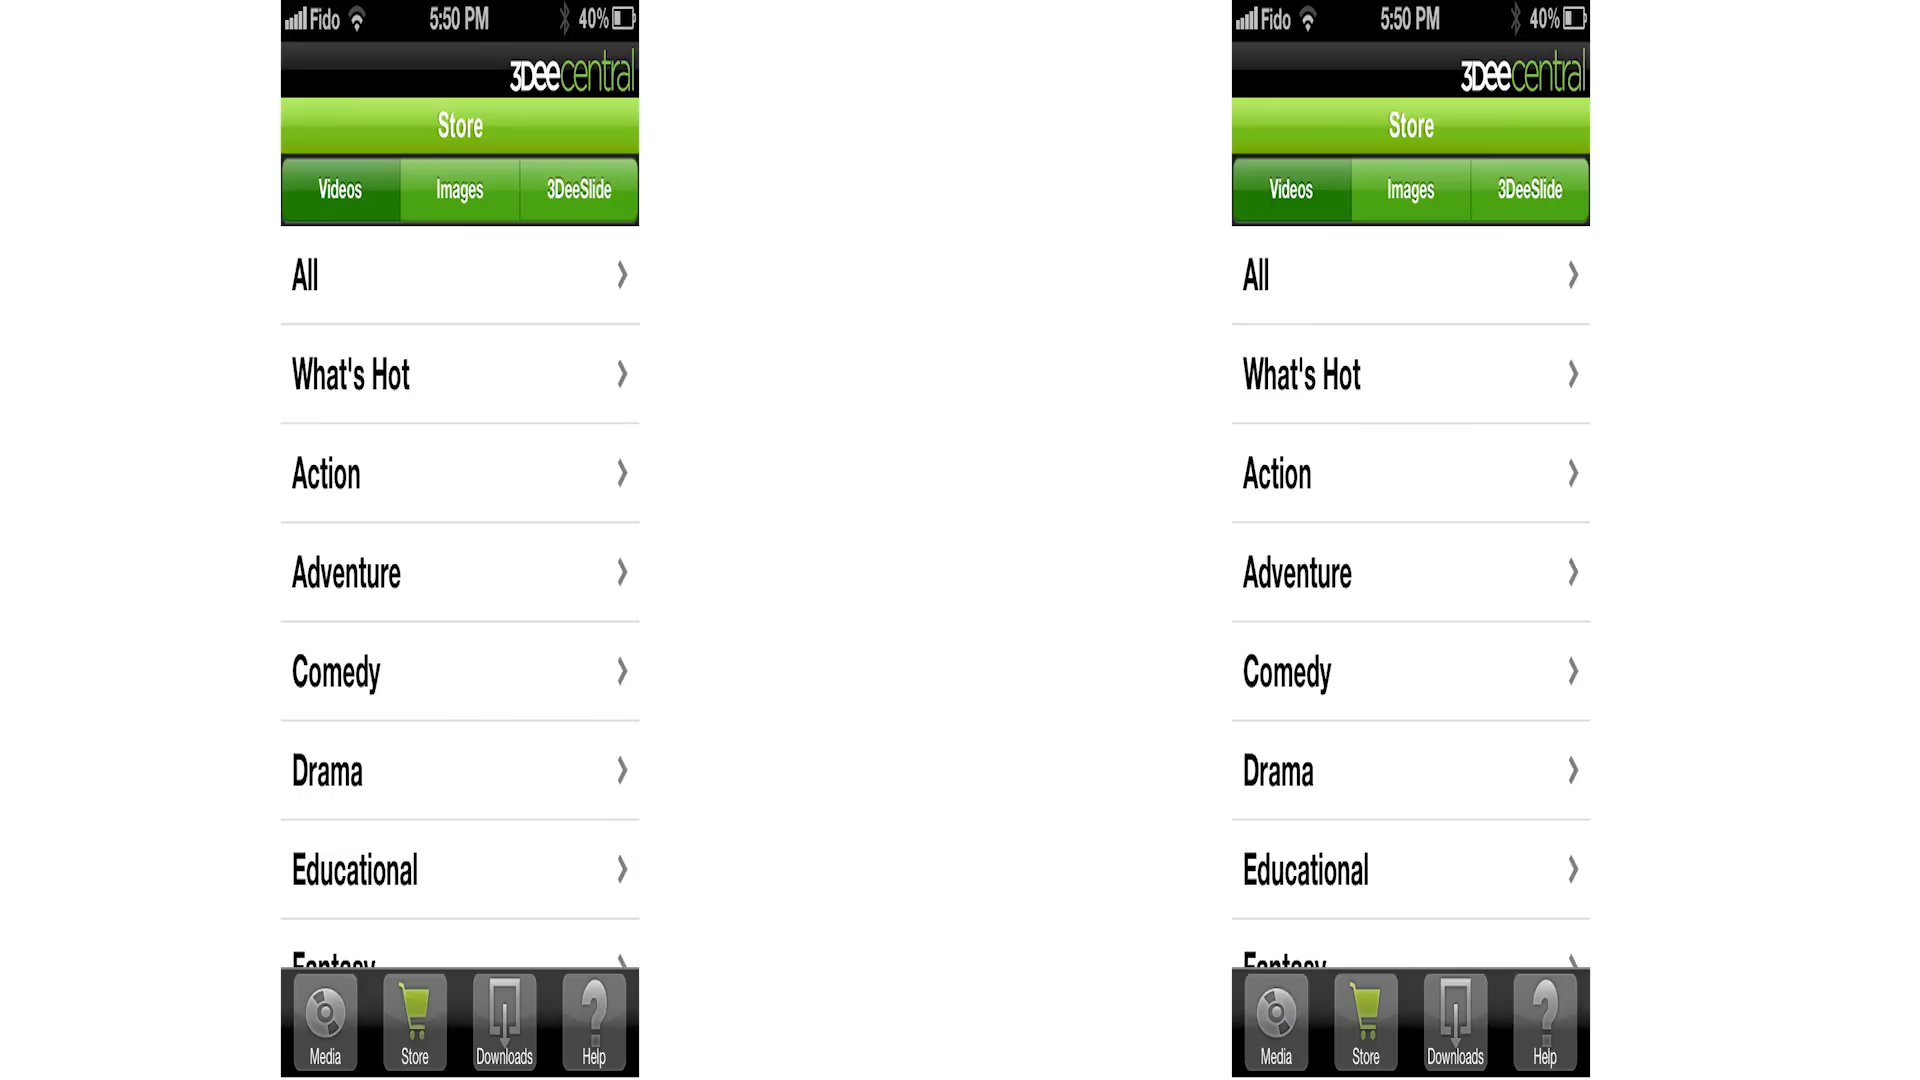 Fido 5:50 PM 40%
3Deecentral
Store
Videos Images 3DeeSlide
All
What's Hot
Action
Adventure
Comedy
Drama
Educational
Fantasy
Media Store Downloads Help
Fido 5:50 PM 40%
3Deecentral
Store
Videos Images 3DeeSlide
All
What's Hot
Action
Adventure
Comedy
Drama
Educational
Fantasy
Media Store Downloads Help